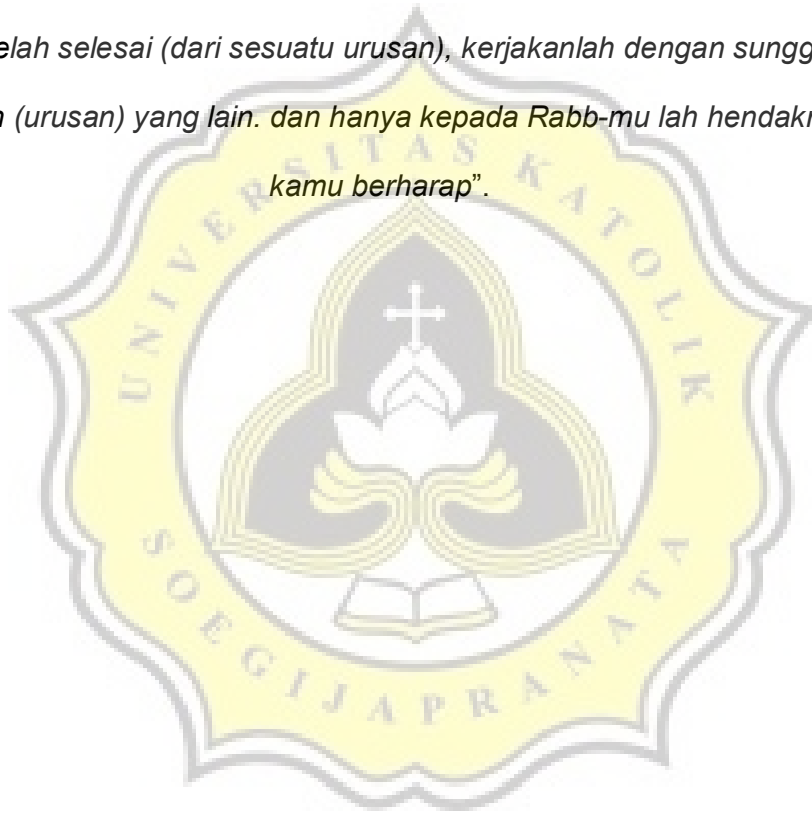 elah selesai (dari sesuatu urusan), kerjakanlah dengan sungg
(urusan) yang lain. dan hanya kepada Rabb-mu lah hendak
kamu berharap”.
UNIVERSITAS KATOLIK
SOEGIJAPRANATA